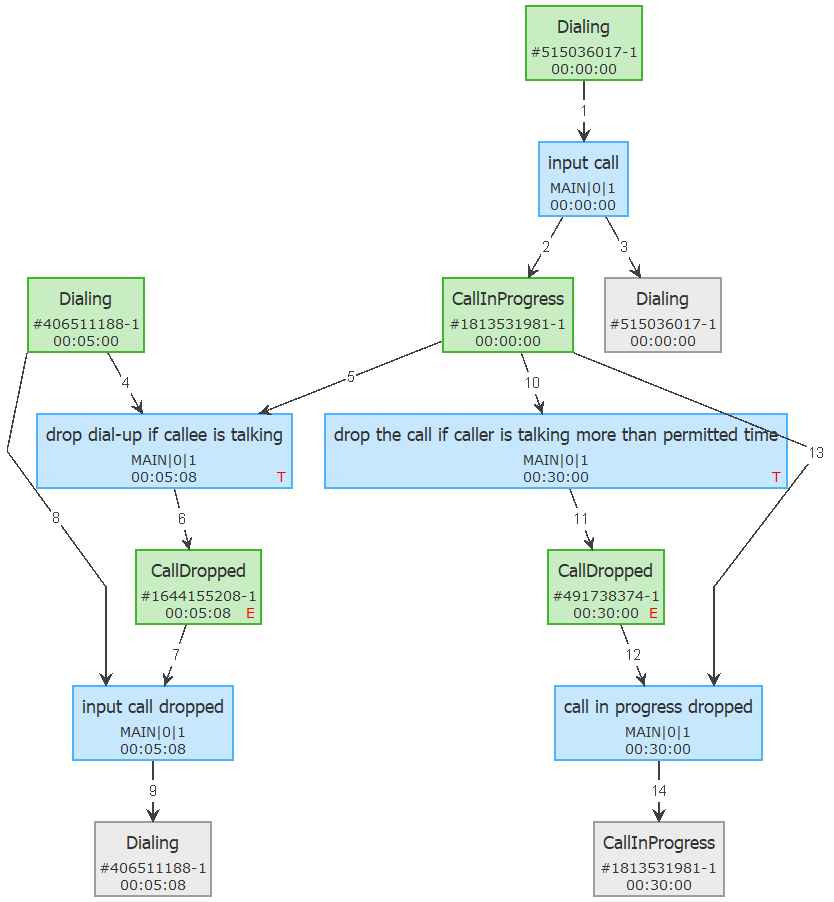 Dialing
#515036017-1
00:00:00
1
input call
MAIN|0|1
00:00:00
2
3
Dialing
#406511188-1
00:05:00
CallInProgress
#1813531981-1
00:00:00
Dialing
#515036017-1
00:00:00
4
5
10
drop dial-up if callee is talking
MAIN|0|1
00:05:08 T
drop the call if caller is talking more than permitted time
MAIN|0|1
00:30:00 T
13
8
6
11
CallDropped
#1644155208-1
00:05:08 E
CallDropped
#491738374-1
00:30:00 E
7
12
input call dropped
MAIN|0|1
00:05:08
call in progress dropped
MAIN|0|1
00:30:00
9
14
Dialing
#406511188-1
00:05:08
CallInProgress
#1813531981-1
00:30:00